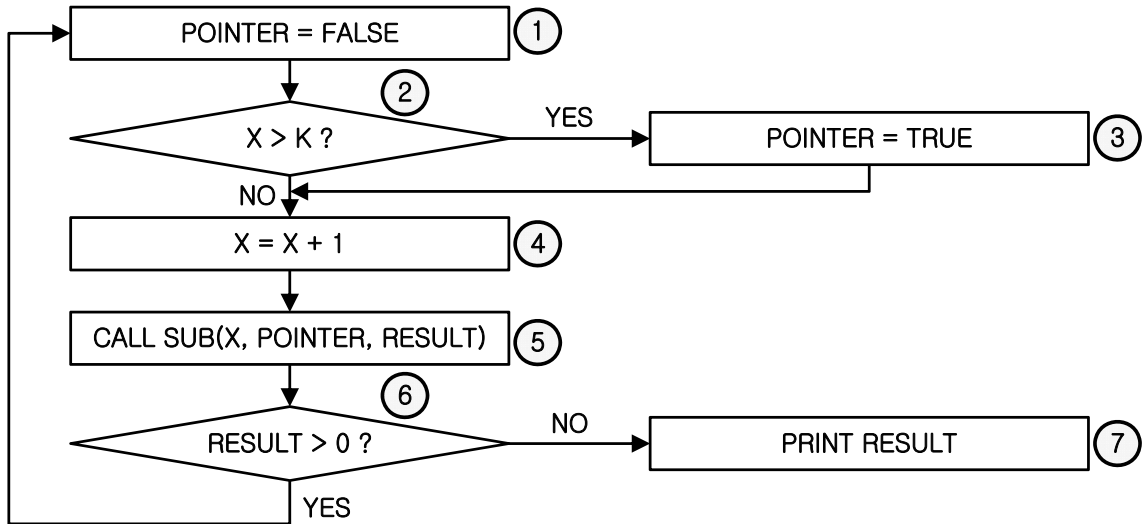 POINTER = FALSE
1
2
X > K ?
YES
POINTER = TRUE
3
NO
X = X + 1
4
CALL SUB(X, POINTER, RESULT)
5
6
RESULT > 0 ?
NO
PRINT RESULT
7
YES